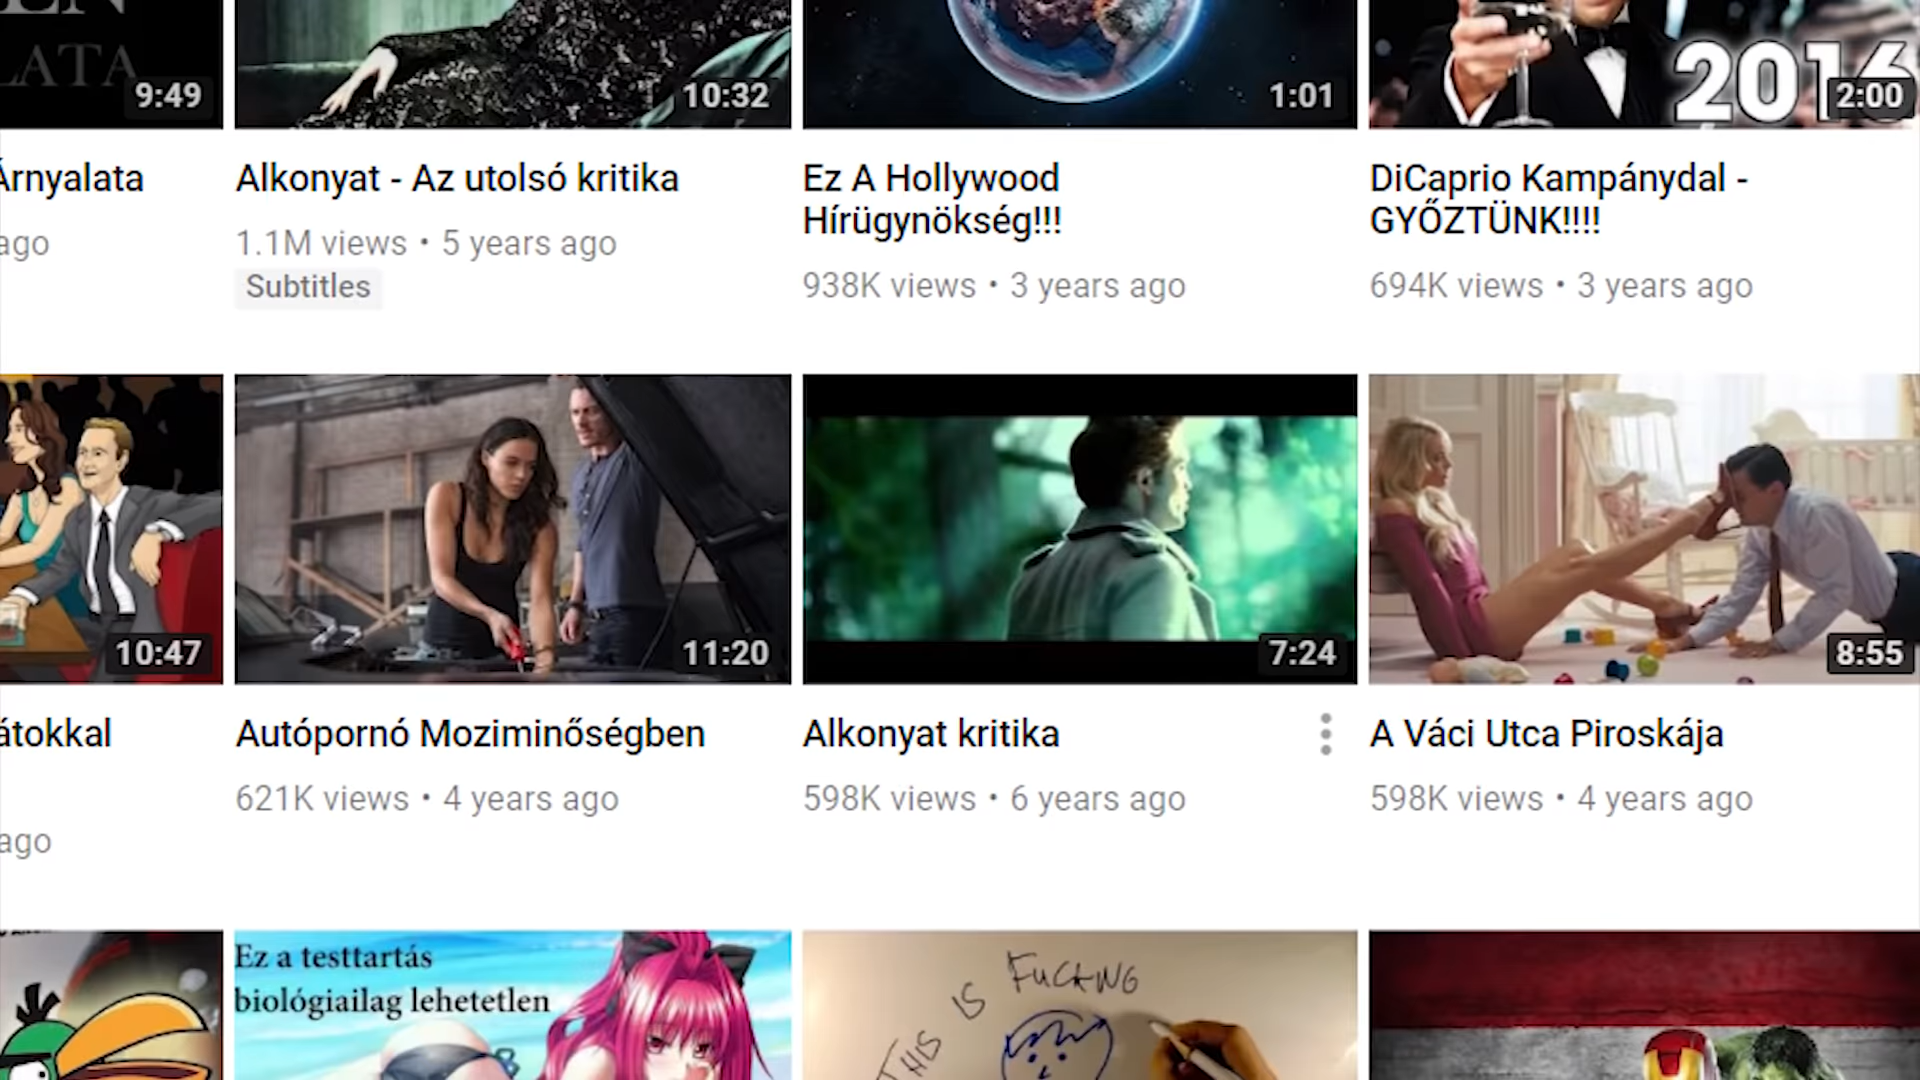 LATA
9:49
10:32
1:01
2016
2:00
Árnyalata
Alkonyat - Az utolsó kritika
Ez A Hollywood
Hírügynökség!!!
DiCaprio Kampánydal -
GYŐZTÜNK!!!!
ago
1.1M views • 5 years ago
938K views • 3 years ago
694K views • 3 years ago
Subtitles
10:47
11:20
7:24
8:55
átokkal
Autópornó Moziminőségben
Alkonyat kritika
A Váci Utca Piroskája
621K views • 4 years ago
598K views • 6 years ago
598K views • 4 years ago
ago
Ez a testtartás
biológiailag lehetetlen
THIS IS FUCKING